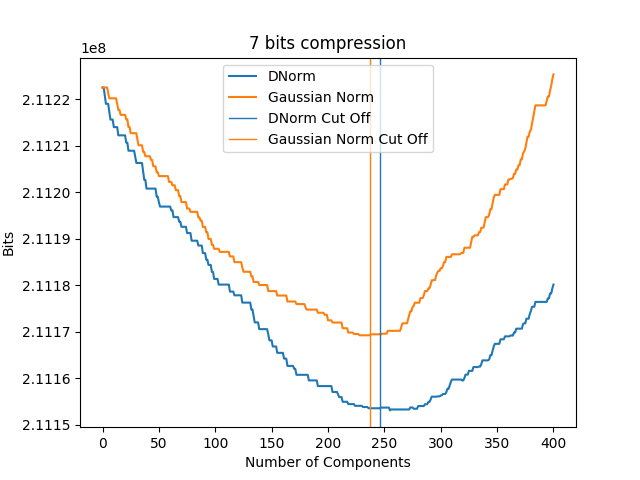 7 bits compression
1e8
DNorm
Gaussian Norm
DNorm Cut Off
Gaussian Norm Cut Off
2.1122
2.1121
2.1120
2.1119
2.1118
2.1117
2.1116
2.1115
Bits
0 50 100 150 200 250 300 350 400
Number of Components